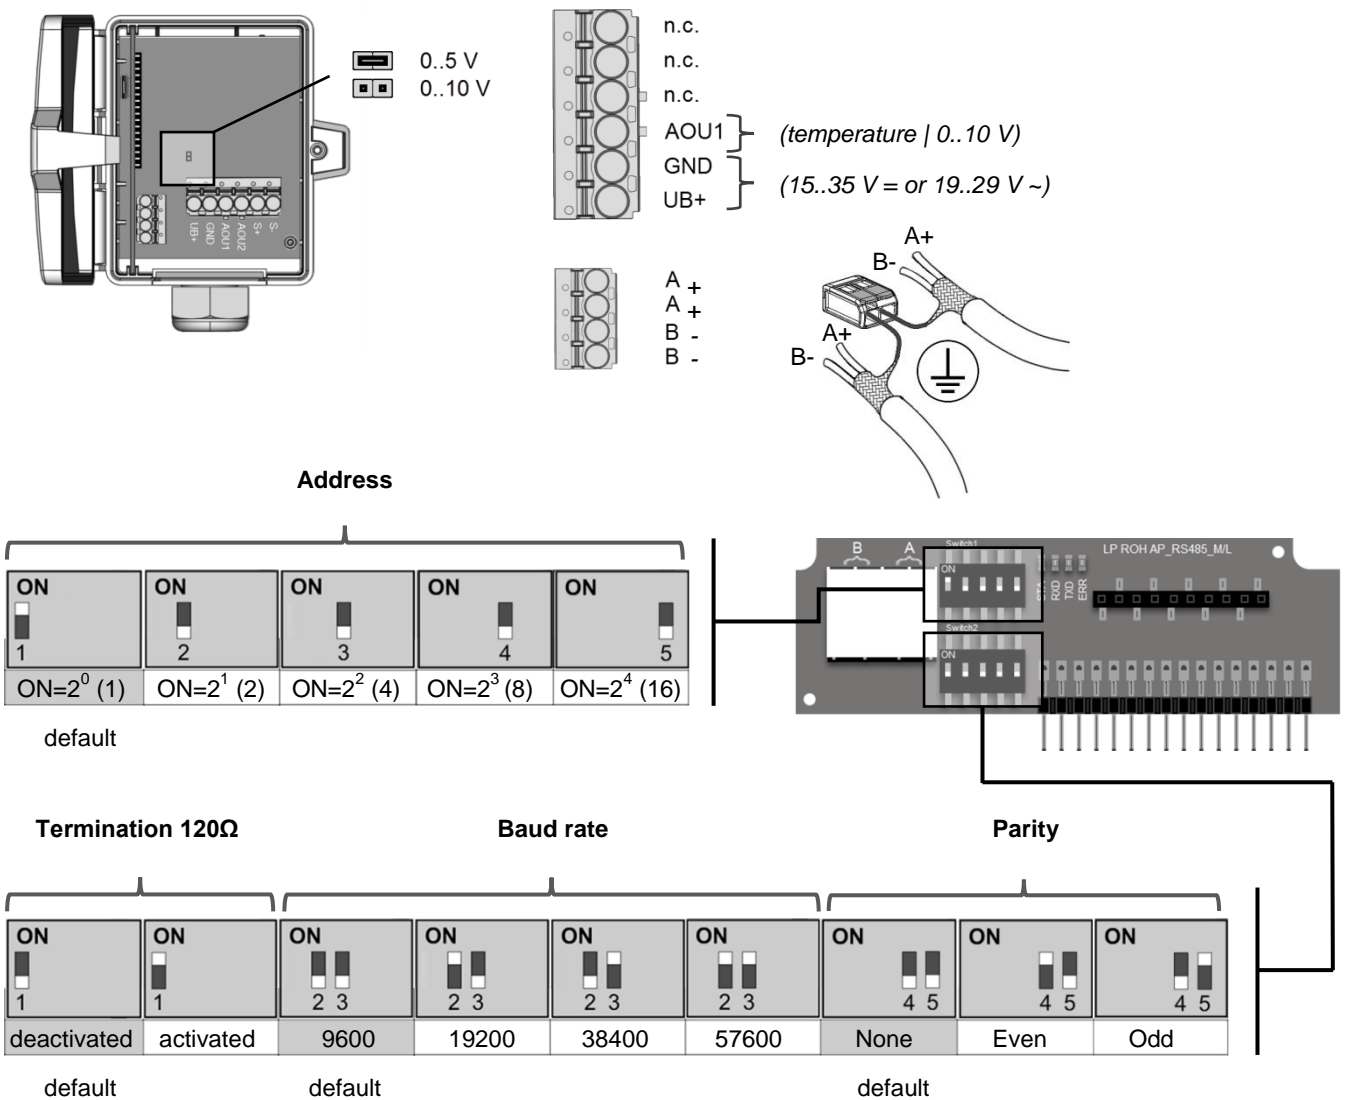 0..5 V
0..10 V
UB+
GND
AOU1
AOU2
S+
S-
n.c.
n.c.
n.c.
AOU1 (temperature | 0..10 V)
GND
UB+
(15..35 V = or 19..29 V ~)
A+
B-
A+
B-
A +
A +
B -
B -
Address
ON ON ON ON ON
1 2 3 4 5
ON=2⁰ (1) ON=2¹ (2) ON=2² (4) ON=2³ (8) ON=2⁴ (16)
default
B A
Switch1
LP ROH AP_RS485_M/L
ON
RXD
TXD
ERR
Switch2
ON
Termination 120Ω Baud rate Parity
ON ON ON ON ON ON ON ON ON
1 1 2 3 2 3 2 3 2 3 4 5 4 5 4 5
deactivated activated 9600 19200 38400 57600 None Even Odd
default default default